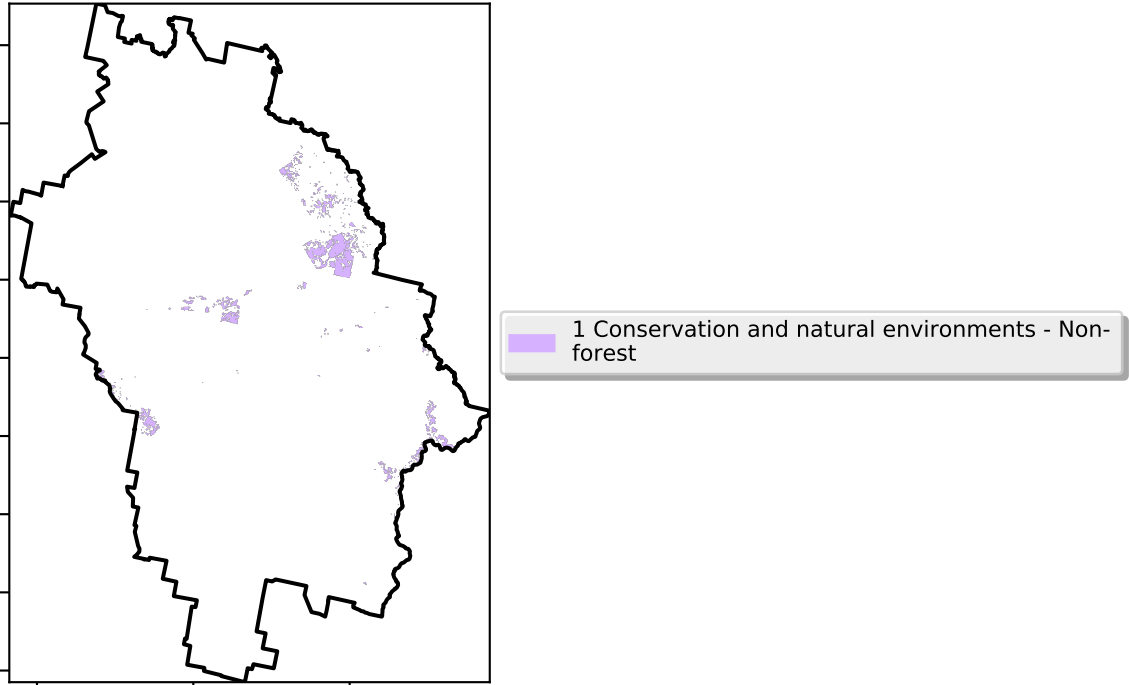 1 Conservation and natural environments - Non-
forest